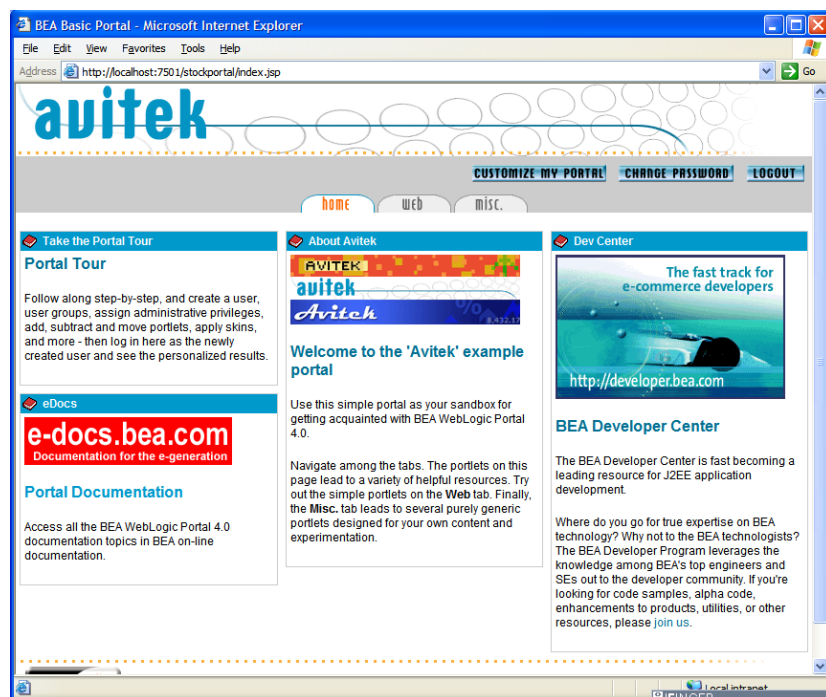 BEA Basic Portal - Microsoft Internet Explorer
File Edit View Favorites Tools Help
Address http://localhost:7501/stockportal/index.jsp Go
avitek
CUSTOMIZE MY PORTAL CHANGE PASSWORD LOGOUT
home web misc.
Take the Portal Tour
Portal Tour
Follow along step-by-step, and create a user,
user groups, assign administrative privileges,
add, subtract and move portlets, apply skins,
and more - then log in here as the newly
created user and see the personalized results.
eDocs
e-docs.bea.com
Documentation for the e-generation
Portal Documentation
Access all the BEA WebLogic Portal 4.0
documentation topics in BEA on-line
documentation.
About Avitek
AVITEK
avitek
Avitek
% 8,432.17
Welcome to the 'Avitek' example
portal
Use this simple portal as your sandbox for
getting acquainted with BEA WebLogic Portal
4.0.
Navigate among the tabs. The portlets on this
page lead to a variety of helpful resources. Try
out the simple portlets on the Web tab. Finally,
the Misc. tab leads to several purely generic
portlets designed for your own content and
experimentation.
Dev Center
The fast track for
e-commerce developers
http://developer.bea.com
BEA Developer Center
The BEA Developer Center is fast becoming a
leading resource for J2EE application
development.
Where do you go for true expertise on BEA
technology? Why not to the BEA technologists?
The BEA Developer Program leverages the
knowledge among BEA's top engineers and
SEs out to the developer community. If you're
looking for code samples, alpha code,
enhancements to products, utilities, or other
resources, please join us.
Local intranet